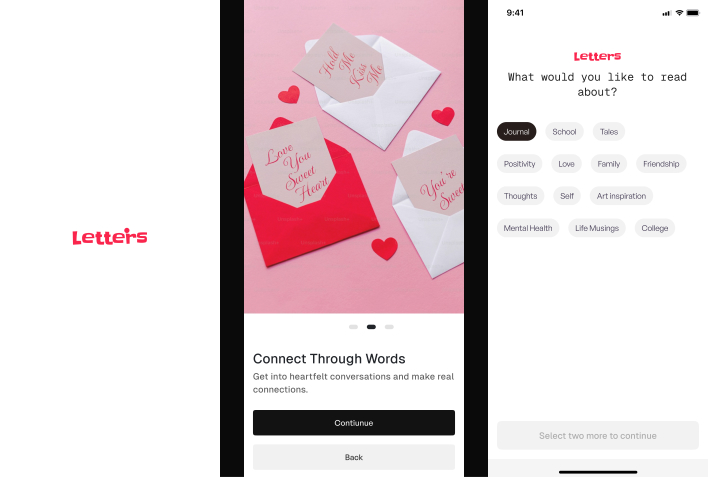 Letters
Hold
Me
Kiss
Me
Love
You
Sweet
Heart
You're
Sweet
Connect Through Words
Get into heartfelt conversations and make real
connections.
Contiunue
Back
9:41
Letters
What would you like to read
about?
Journal School Tales
Positivity Love Family Friendship
Thoughts Self Art inspiration
Mental Health Life Musings College
Select two more to continue